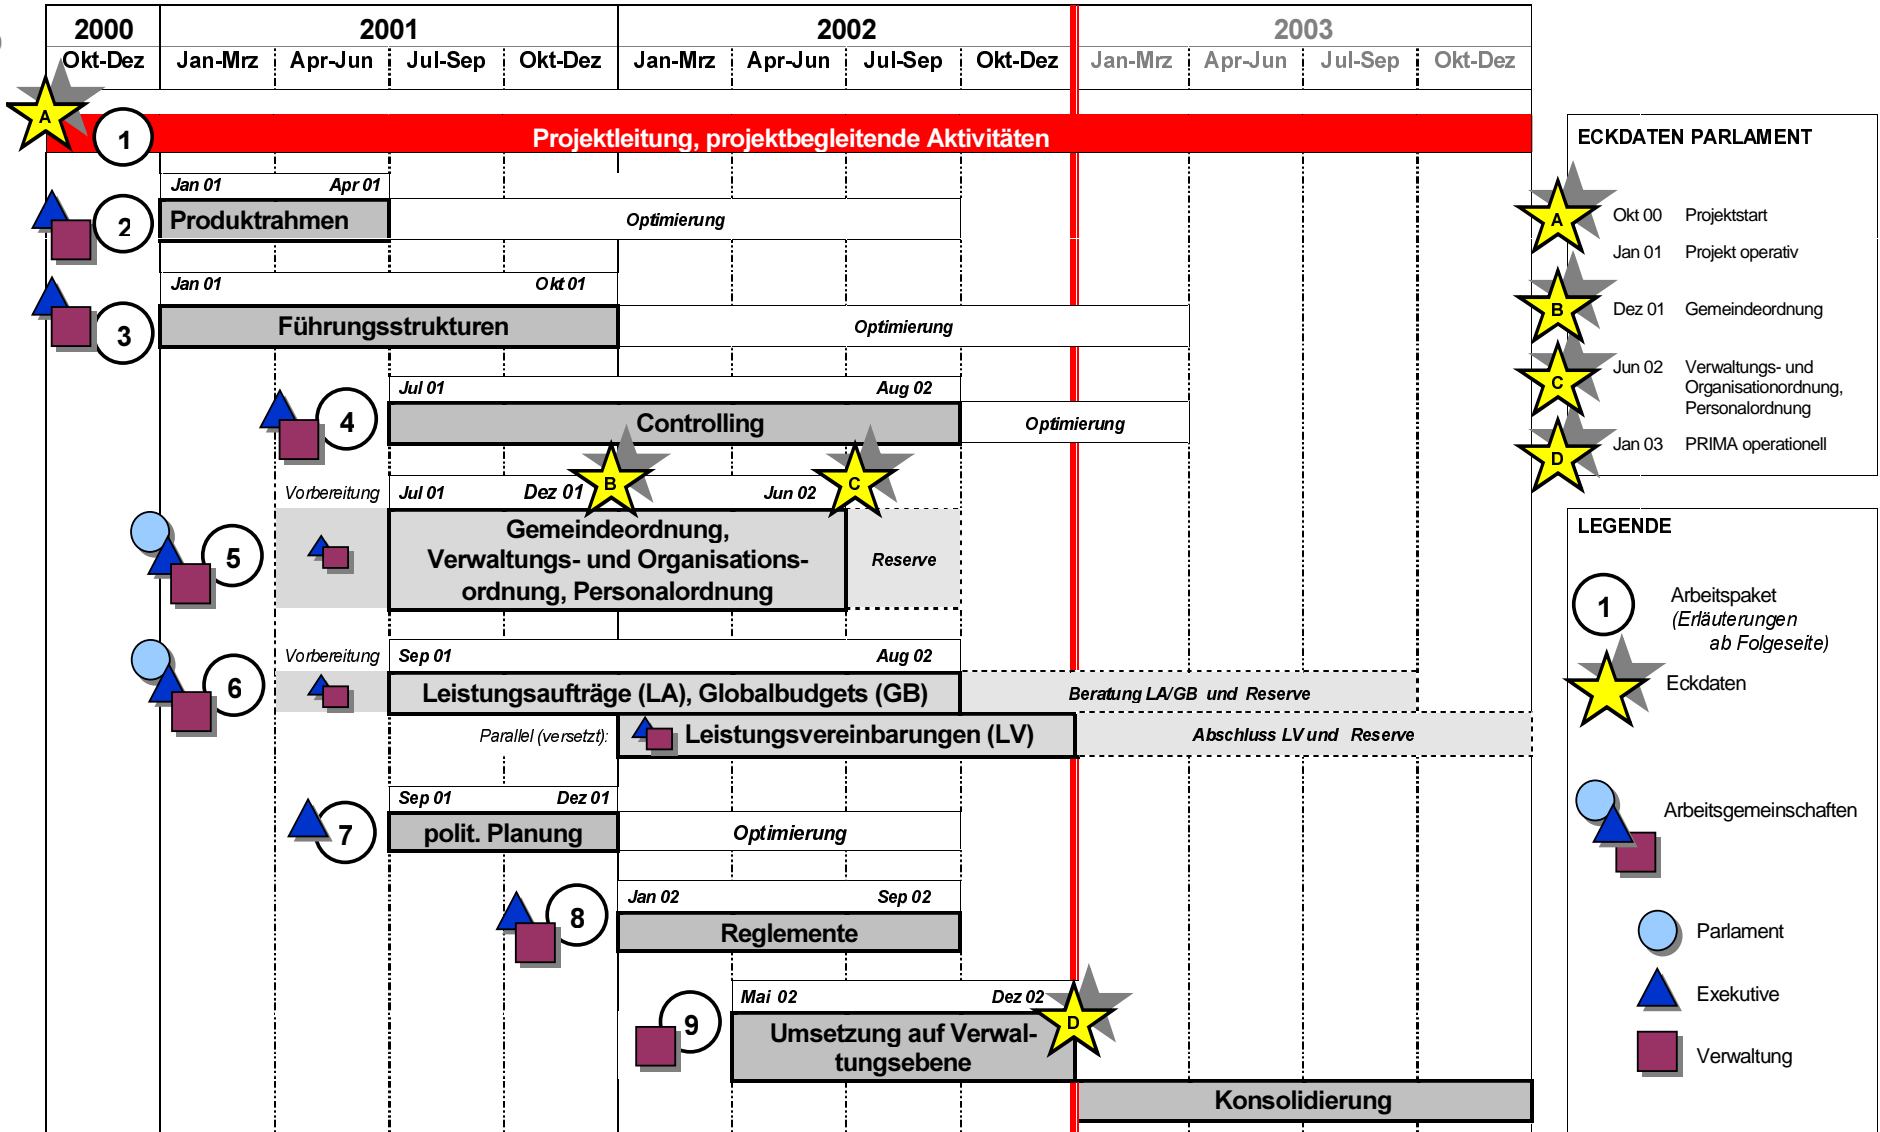 2000 2001 2002 2003
Okt-Dez Jan-Mrz Apr-Jun Jul-Sep Okt-Dez Jan-Mrz Apr-Jun Jul-Sep Okt-Dez Jan-Mrz Apr-Jun Jul-Sep Okt-Dez
A
1 Projektleitung, projektbegleitende Aktivitäten
Jan 01 Apr 01
2 Produktrahmen Optimierung
Jan 01 Okt 01
3 Führungsstrukturen Optimierung
Jul 01 Aug 02
4 Controlling Optimierung
B C
Vorbereitung Jul 01 Dez 01 Jun 02
5 Gemeindeordnung,
Verwaltungs- und Organisations-
ordnung, Personalordnung
Reserve
Vorbereitung Sep 01 Aug 02
6 Leistungsaufträge (LA), Globalbudgets (GB) Beratung LA/GB und Reserve
Parallel (versetzt): Leistungsvereinbarungen (LV) Abschluss LV und Reserve
Sep 01 Dez 01
7 polit. Planung Optimierung
Jan 02 Sep 02
8 Reglemente
Mai 02 Dez 02
D
9 Umsetzung auf Verwal-
tungsebene
Konsolidierung
ECKDATEN PARLAMENT
A Okt 00 Projektstart
Jan 01 Projekt operativ
B Dez 01 Gemeindeordnung
C Jun 02 Verwaltungs- und
Organisationordnung,
Personalordnung
D Jan 03 PRIMA operationell
LEGENDE
1 Arbeitspaket
(Erläuterungen
ab Folgeseite)
Eckdaten
Arbeitsgemeinschaften
Parlament
Exekutive
Verwaltung